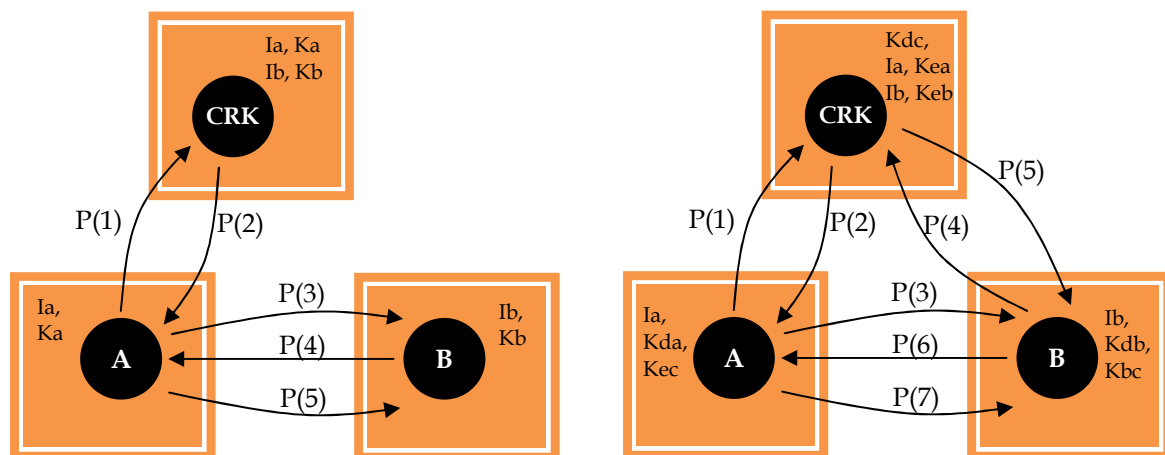 Ia, Ka
Ib, Kb
CRK
P(1)
P(2)
Ia,
Ka
A
P(3)
P(4)
P(5)
Ib,
Kb
B
Kdc,
Ia, Kea
Ib, Keb
CRK
P(1)
P(2)
P(4)
P(5)
Ia,
Kda,
Kec
A
P(3)
P(6)
P(7)
Ib,
Kdb,
Kbc
B